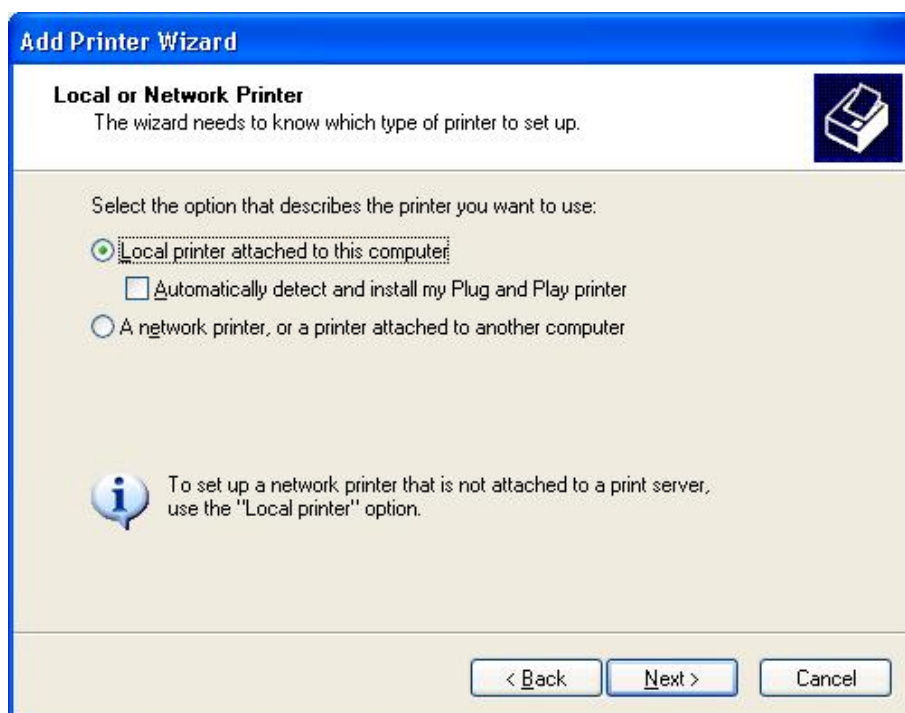 Add Printer Wizard
Local or Network Printer
The wizard needs to know which type of printer to set up.
Select the option that describes the printer you want to use:
Local printer attached to this computer
Automatically detect and install my Plug and Play printer
A network printer, or a printer attached to another computer
To set up a network printer that is not attached to a print server,
use the "Local printer" option.
< Back Next > Cancel